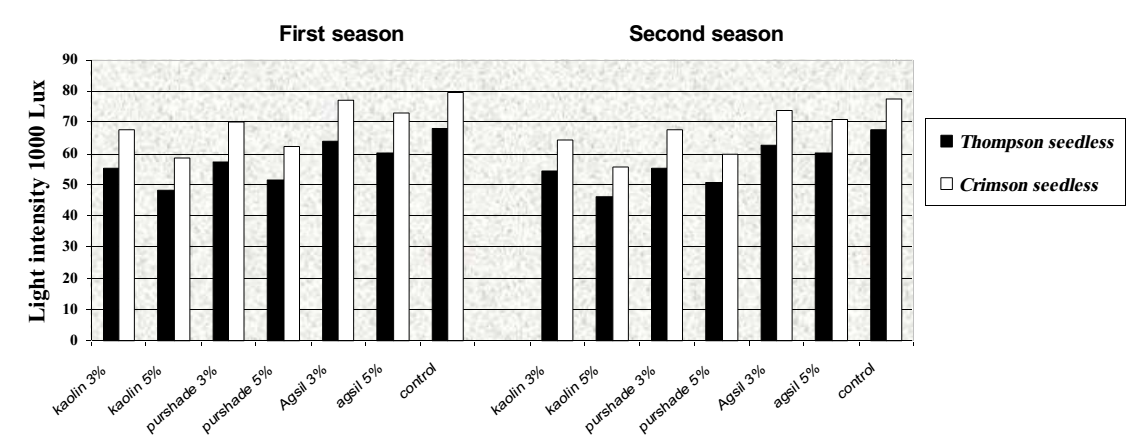 First season
Second season
Light intensity 1000 Lux
90
80
70
60
50
40
30
20
10
0
kaolin 3%
kaolin 5%
purshade 3%
purshade 5%
Agsil 3%
agsil 5%
control
kaolin 3%
kaolin 5%
purshade 3%
purshade 5%
Agsil 3%
agsil 5%
control
Thompson seedless
Crimson seedless